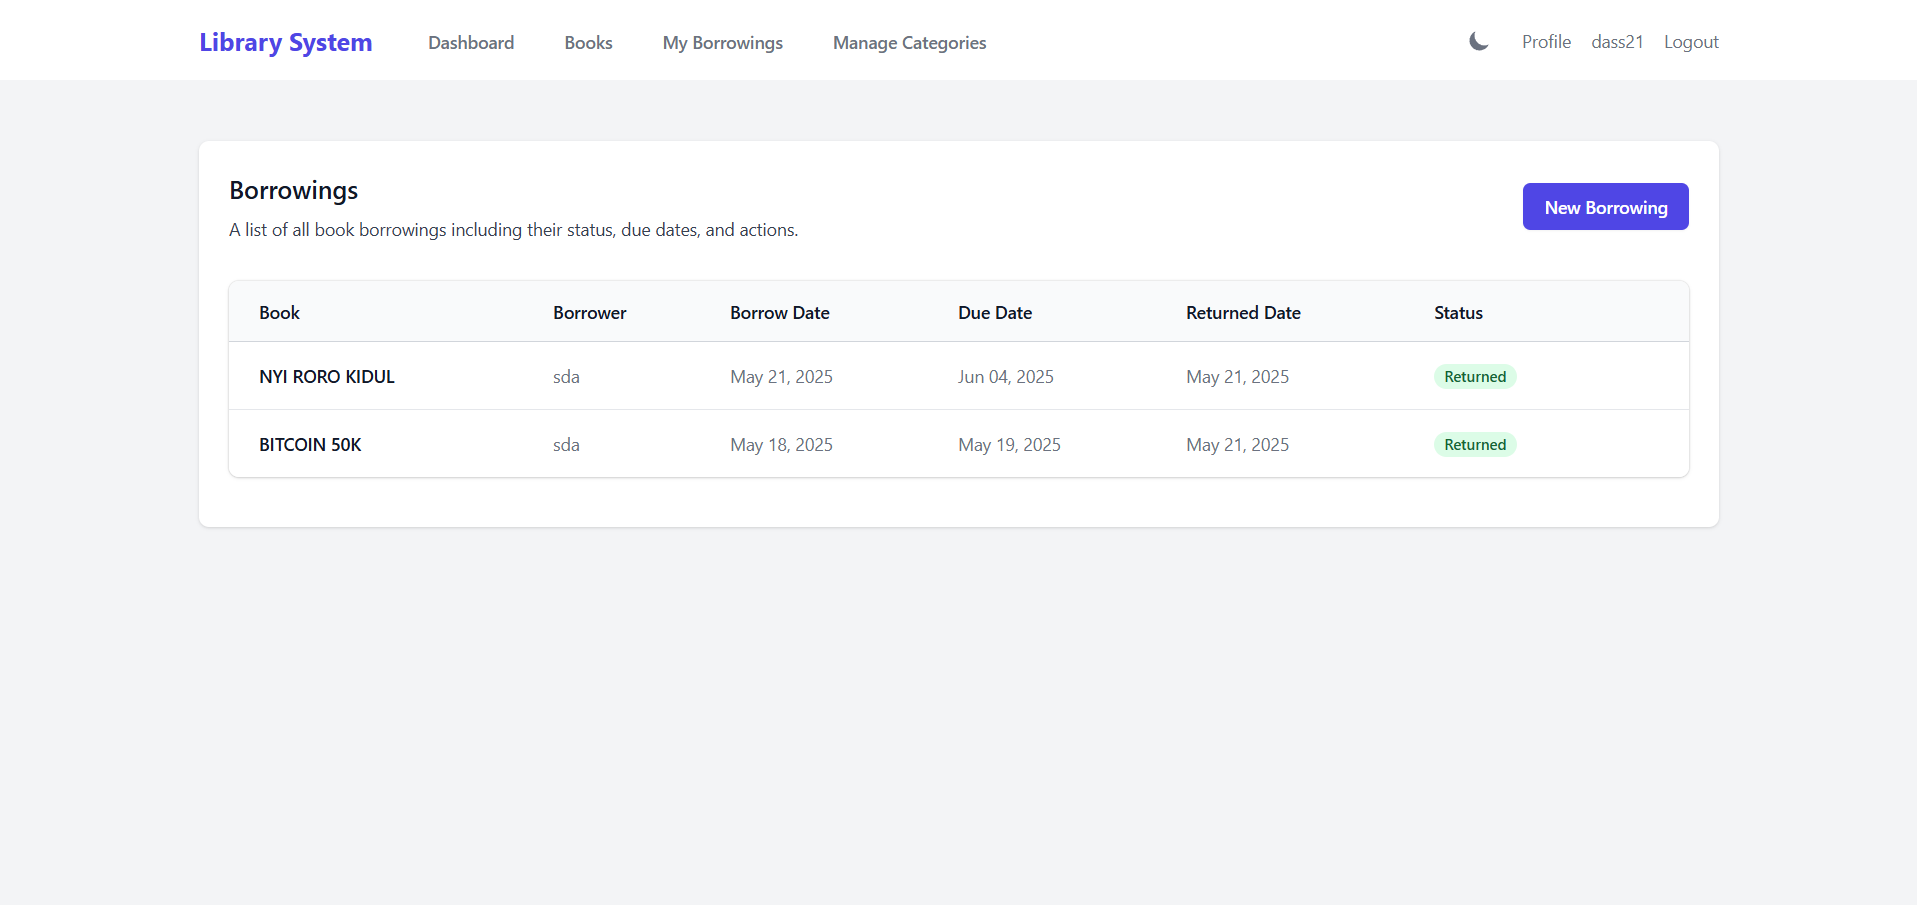 Library System Dashboard Books My Borrowings Manage Categories Profile dass21 Logout
Borrowings
New Borrowing
A list of all book borrowings including their status, due dates, and actions.
Book Borrower Borrow Date Due Date Returned Date Status
NYI RORO KIDUL sda May 21, 2025 Jun 04, 2025 May 21, 2025 Returned
BITCOIN 50K sda May 18, 2025 May 19, 2025 May 21, 2025 Returned